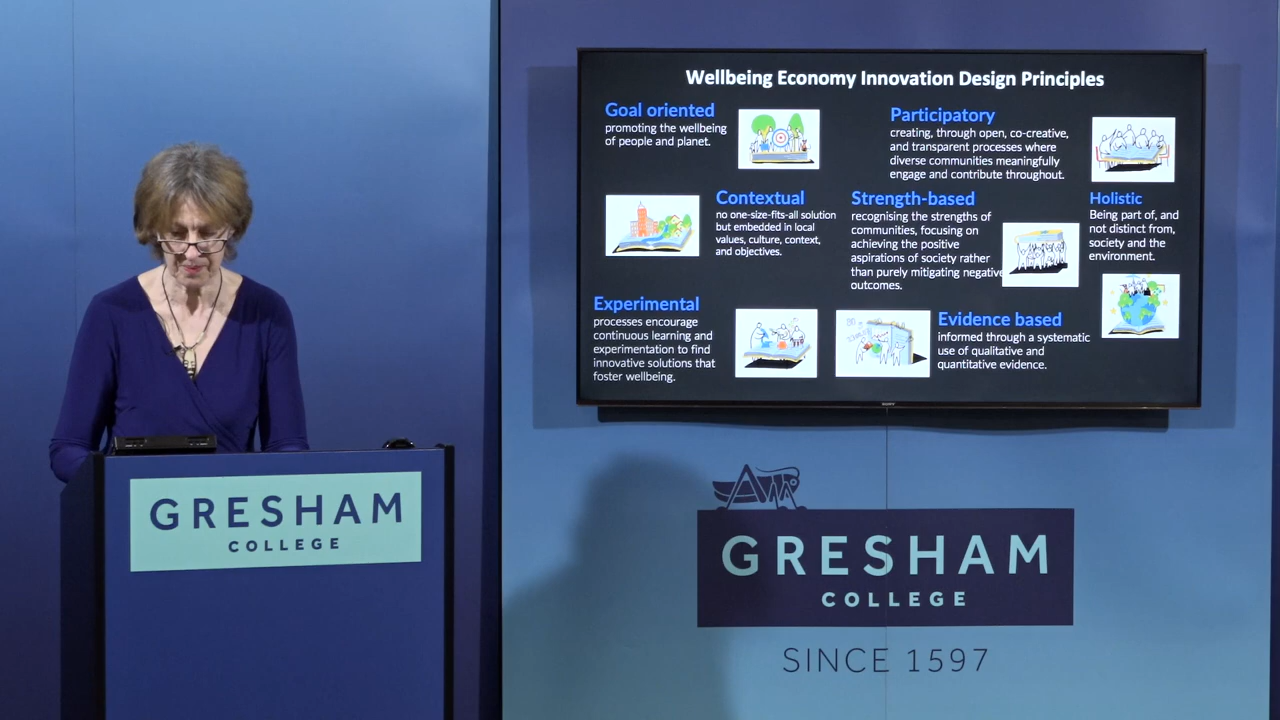 Wellbeing Economy Innovation Design Principles
Goal oriented
promoting the wellbeing
of people and planet.
Participatory
creating, through open, co-creative,
and transparent processes where
diverse communities meaningfully
engage and contribute throughout.
Contextual
no one-size-fits-all solution
but embedded in local
values, culture, context,
and objectives.
Strength-based
recognising the strengths of
communities, focusing on
achieving the positive
aspirations of society rather
than purely mitigating negative
outcomes.
Holistic
Being part of, and
not distinct from,
society and the
environment.
Experimental
processes encourage
continuous learning and
experimentation to find
innovative solutions that
foster wellbeing.
Evidence based
informed through a systematic
use of qualitative and
quantitative evidence.
SONY
GRESHAM
COLLEGE
GRESHAM
COLLEGE
SINCE 1597